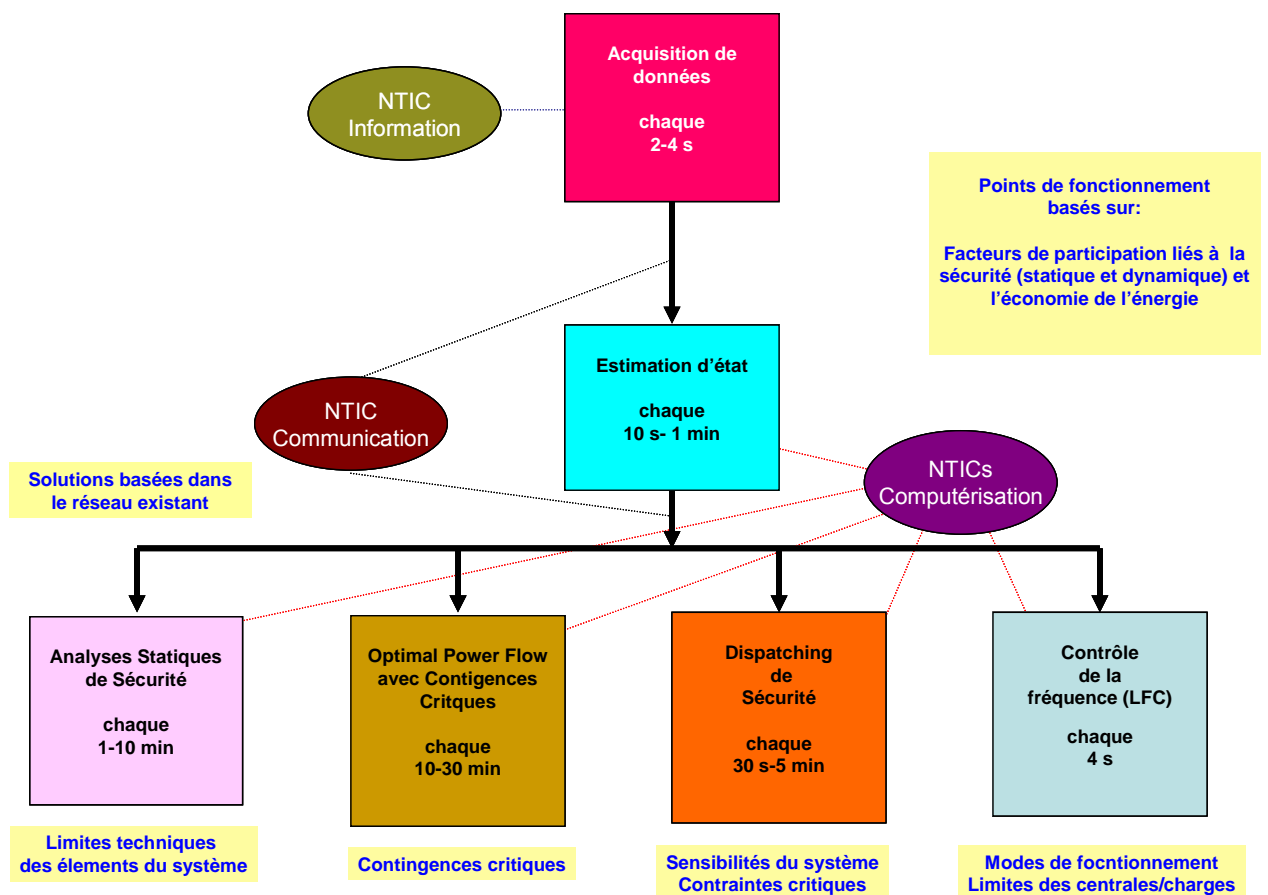 Acquisition de
données
chaque
2-4 s
NTIC
Information
Points de fonctionnement
basés sur:
Facteurs de participation liés à la
sécurité (statique et dynamique) et
l'économie de l'énergie
Estimation d'état
chaque
10 s- 1 min
NTIC
Communication
NTICs
Computérisation
Solutions basées dans
le réseau existant
Analyses Statiques
de Sécurité
chaque
1-10 min
Optimal Power Flow
avec Contigences
Critques
chaque
10-30 min
Dispatching
de
Sécurité
chaque
30 s-5 min
Contrôle
de la
fréquence (LFC)
chaque
4 s
Limites techniques
des élements du système
Contingences critiques
Sensibilités du système
Contraintes critiques
Modes de focntionnement
Limites des centrales/charges